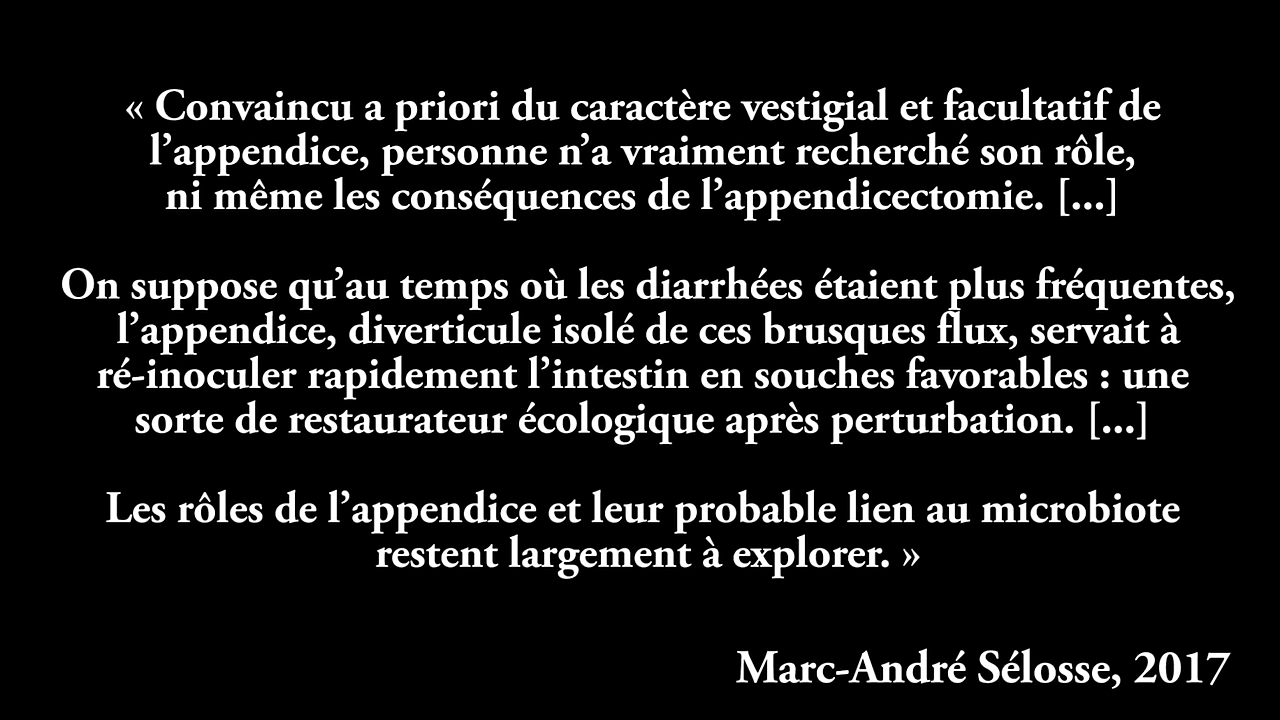 « Convaincu a priori du caractère vestigial et facultatif de
l’appendice, personne n’a vraiment recherché son rôle,
ni même les conséquences de l’appendicectomie. [...]
On suppose qu’au temps où les diarrhées étaient plus fréquentes,
l’appendice, diverticule isolé de ces brusques flux, servait à
ré-inoculer rapidement l’intestin en souches favorables : une
sorte de restaurateur écologique après perturbation. [...]
Les rôles de l’appendice et leur probable lien au microbiote
restent largement à explorer. »
Marc-André Sélosse, 2017